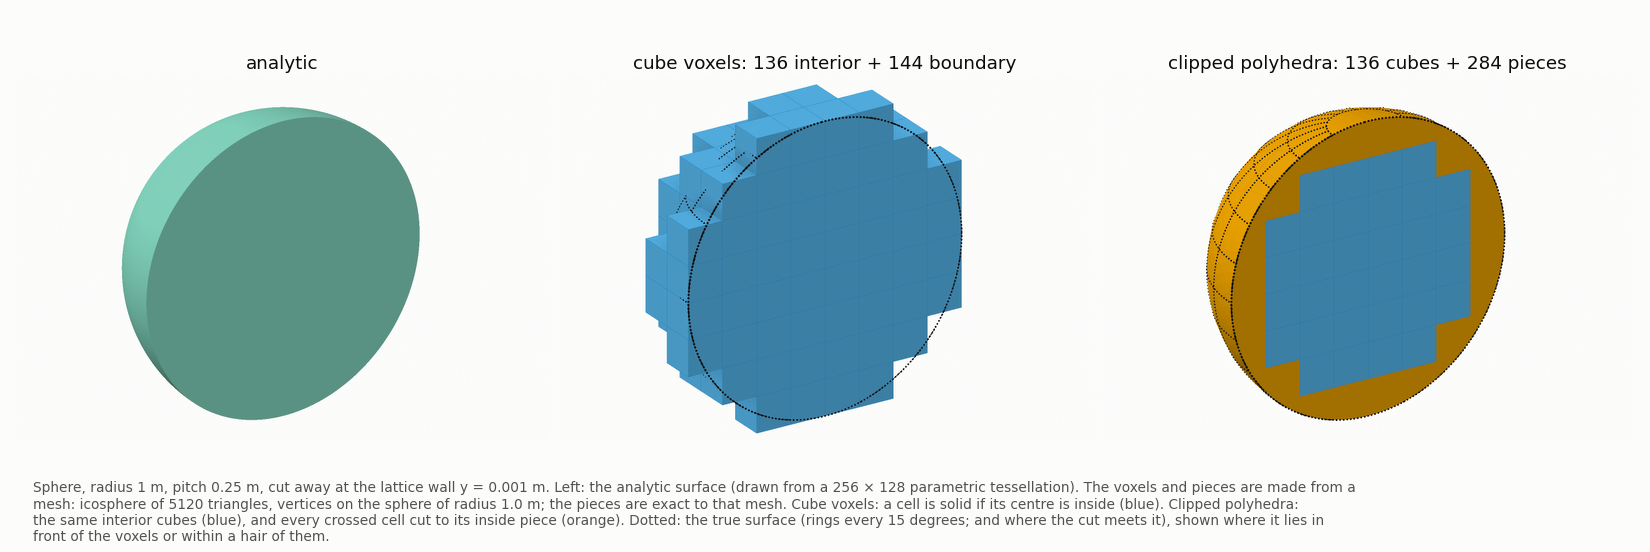 analytic
cube voxels: 136 interior + 144 boundary
clipped polyhedra: 136 cubes + 284 pieces
Sphere, radius 1 m, pitch 0.25 m, cut away at the lattice wall y = 0.001 m. Left: the analytic surface (drawn from a 256 × 128 parametric tessellation). The voxels and pieces are made from a
mesh: icosphere of 5120 triangles, vertices on the sphere of radius 1.0 m; the pieces are exact to that mesh. Cube voxels: a cell is solid if its centre is inside (blue). Clipped polyhedra:
the same interior cubes (blue), and every crossed cell cut to its inside piece (orange). Dotted: the true surface (rings every 15 degrees; and where the cut meets it), shown where it lies in
front of the voxels or within a hair of them.